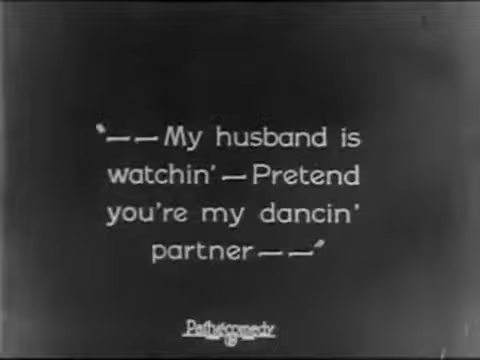 "——My husband is
watchin'—Pretend
you're my dancin'
partner——"
Pathécomedy